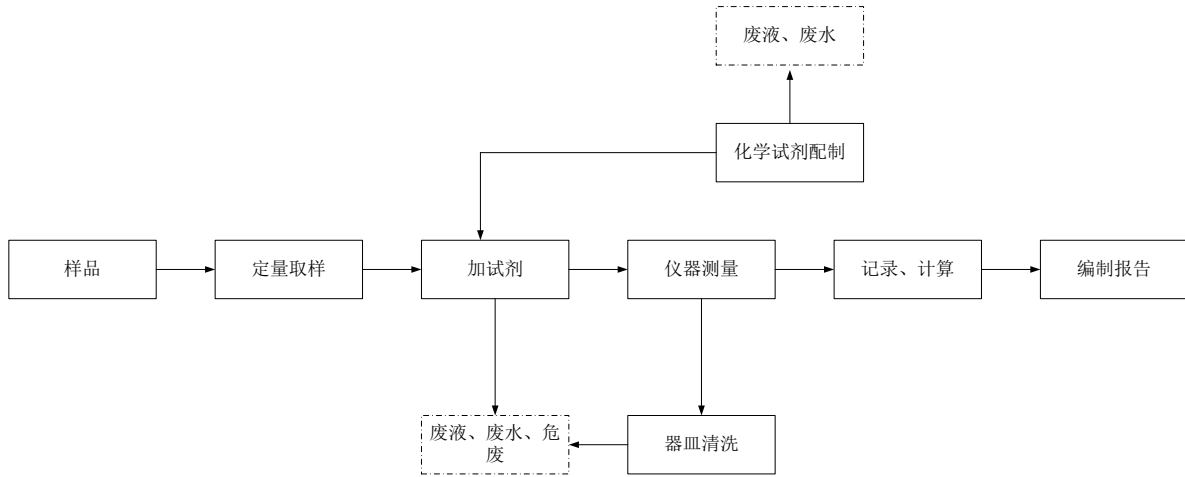 废液、废水
化学试剂配制
样品
定量取样
加试剂
仪器测量
记录、计算
编制报告
废液、废水、危
废
器皿清洗